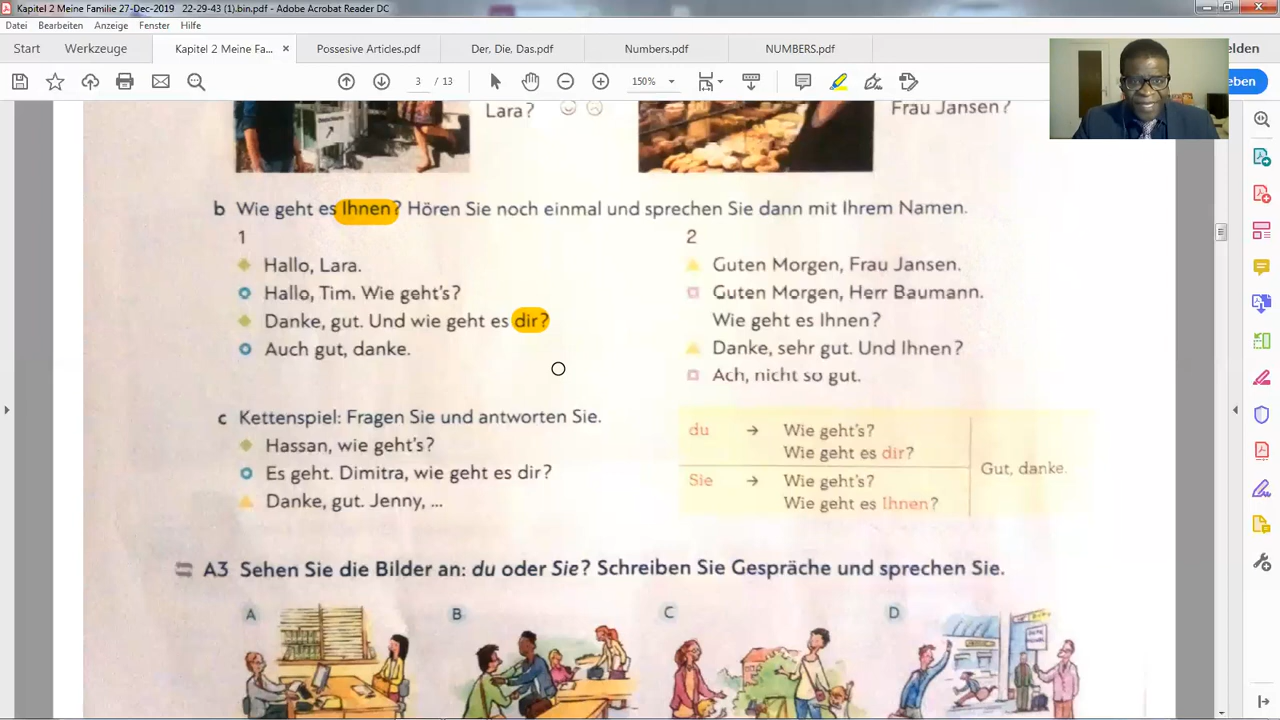 Kapitel 2 Meine Familie 27-Dec-2019 22-29-43 (1).bin.pdf - Adobe Acrobat Reader DC
Datei Bearbeiten Anzeige Fenster Hilfe
Start Werkzeuge Kapitel 2 Meine Fa... × Possesive Articles.pdf Der, Die, Das.pdf Numbers.pdf NUMBERS.pdf elden
3 / 13 150% eben
Lara?
Frau Jansen?
b Wie geht es Ihnen? Hören Sie noch einmal und sprechen Sie dann mit Ihrem Namen.
1
Hallo, Lara.
Hallo, Tim. Wie geht's?
Danke, gut. Und wie geht es dir?
Auch gut, danke.
2
Guten Morgen, Frau Jansen.
Guten Morgen, Herr Baumann.
Wie geht es Ihnen?
Danke, sehr gut. Und Ihnen?
Ach, nicht so gut.
c Kettenspiel: Fragen Sie und antworten Sie.
Hassan, wie geht's?
Es geht. Dimitra, wie geht es dir?
Danke, gut. Jenny, ...
du → Wie geht's?
Wie geht es dir?
Sie → Wie geht's?
Wie geht es Ihnen?
Gut, danke.
A3 Sehen Sie die Bilder an: du oder Sie? Schreiben Sie Gespräche und sprechen Sie.
A B C D